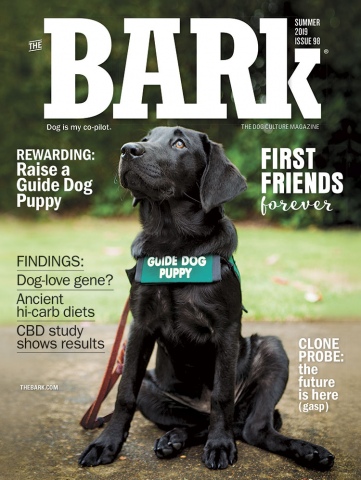 THE
BARK®
SUMMER
2019
ISSUE 98
Dog is my co-pilot.
THE DOG CULTURE MAGAZINE
REWARDING:
Raise a
Guide Dog
Puppy
FIRST
FRIENDS
forever
GUIDE DOG
PUPPY
FINDINGS:
Dog-love gene?
Ancient
hi-carb diets
CBD study
shows results
CLONE
PROBE:
the
future
is here
(gasp)
THEBARK.COM